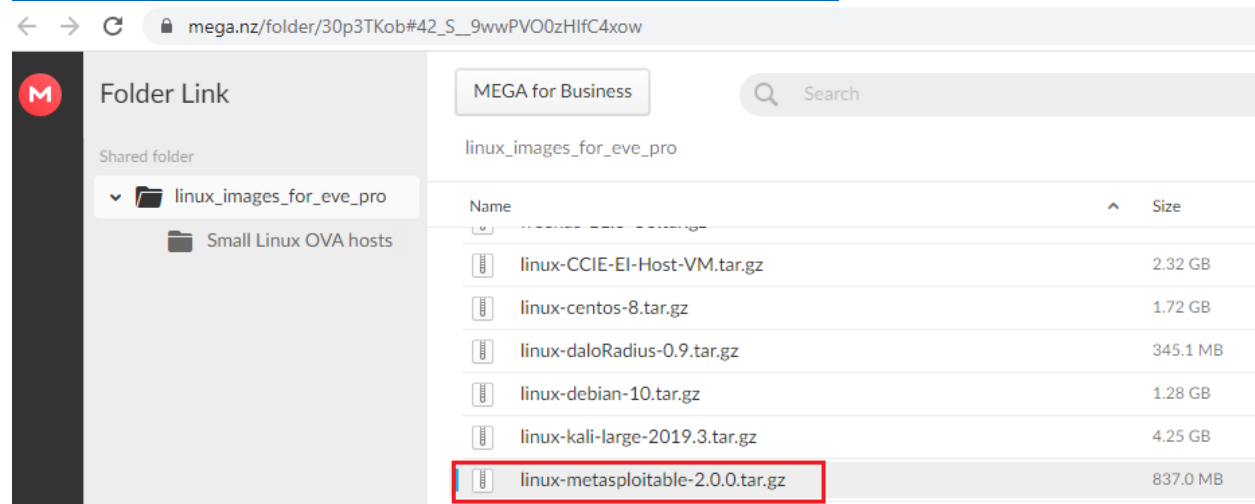 mega.nz/folder/30p3TKob#42_S__9wwPVO0zHIfC4xow
M
Folder Link
MEGA for Business
Search
Shared folder
linux_images_for_eve_pro
linux_images_for_eve_pro
Small Linux OVA hosts
Name
Size
linux-CCIE-EI-Host-VM.tar.gz 2.32 GB
linux-centos-8.tar.gz 1.72 GB
linux-daloRadius-0.9.tar.gz 345.1 MB
linux-debian-10.tar.gz 1.28 GB
linux-kali-large-2019.3.tar.gz 4.25 GB
linux-metasploitable-2.0.0.tar.gz 837.0 MB